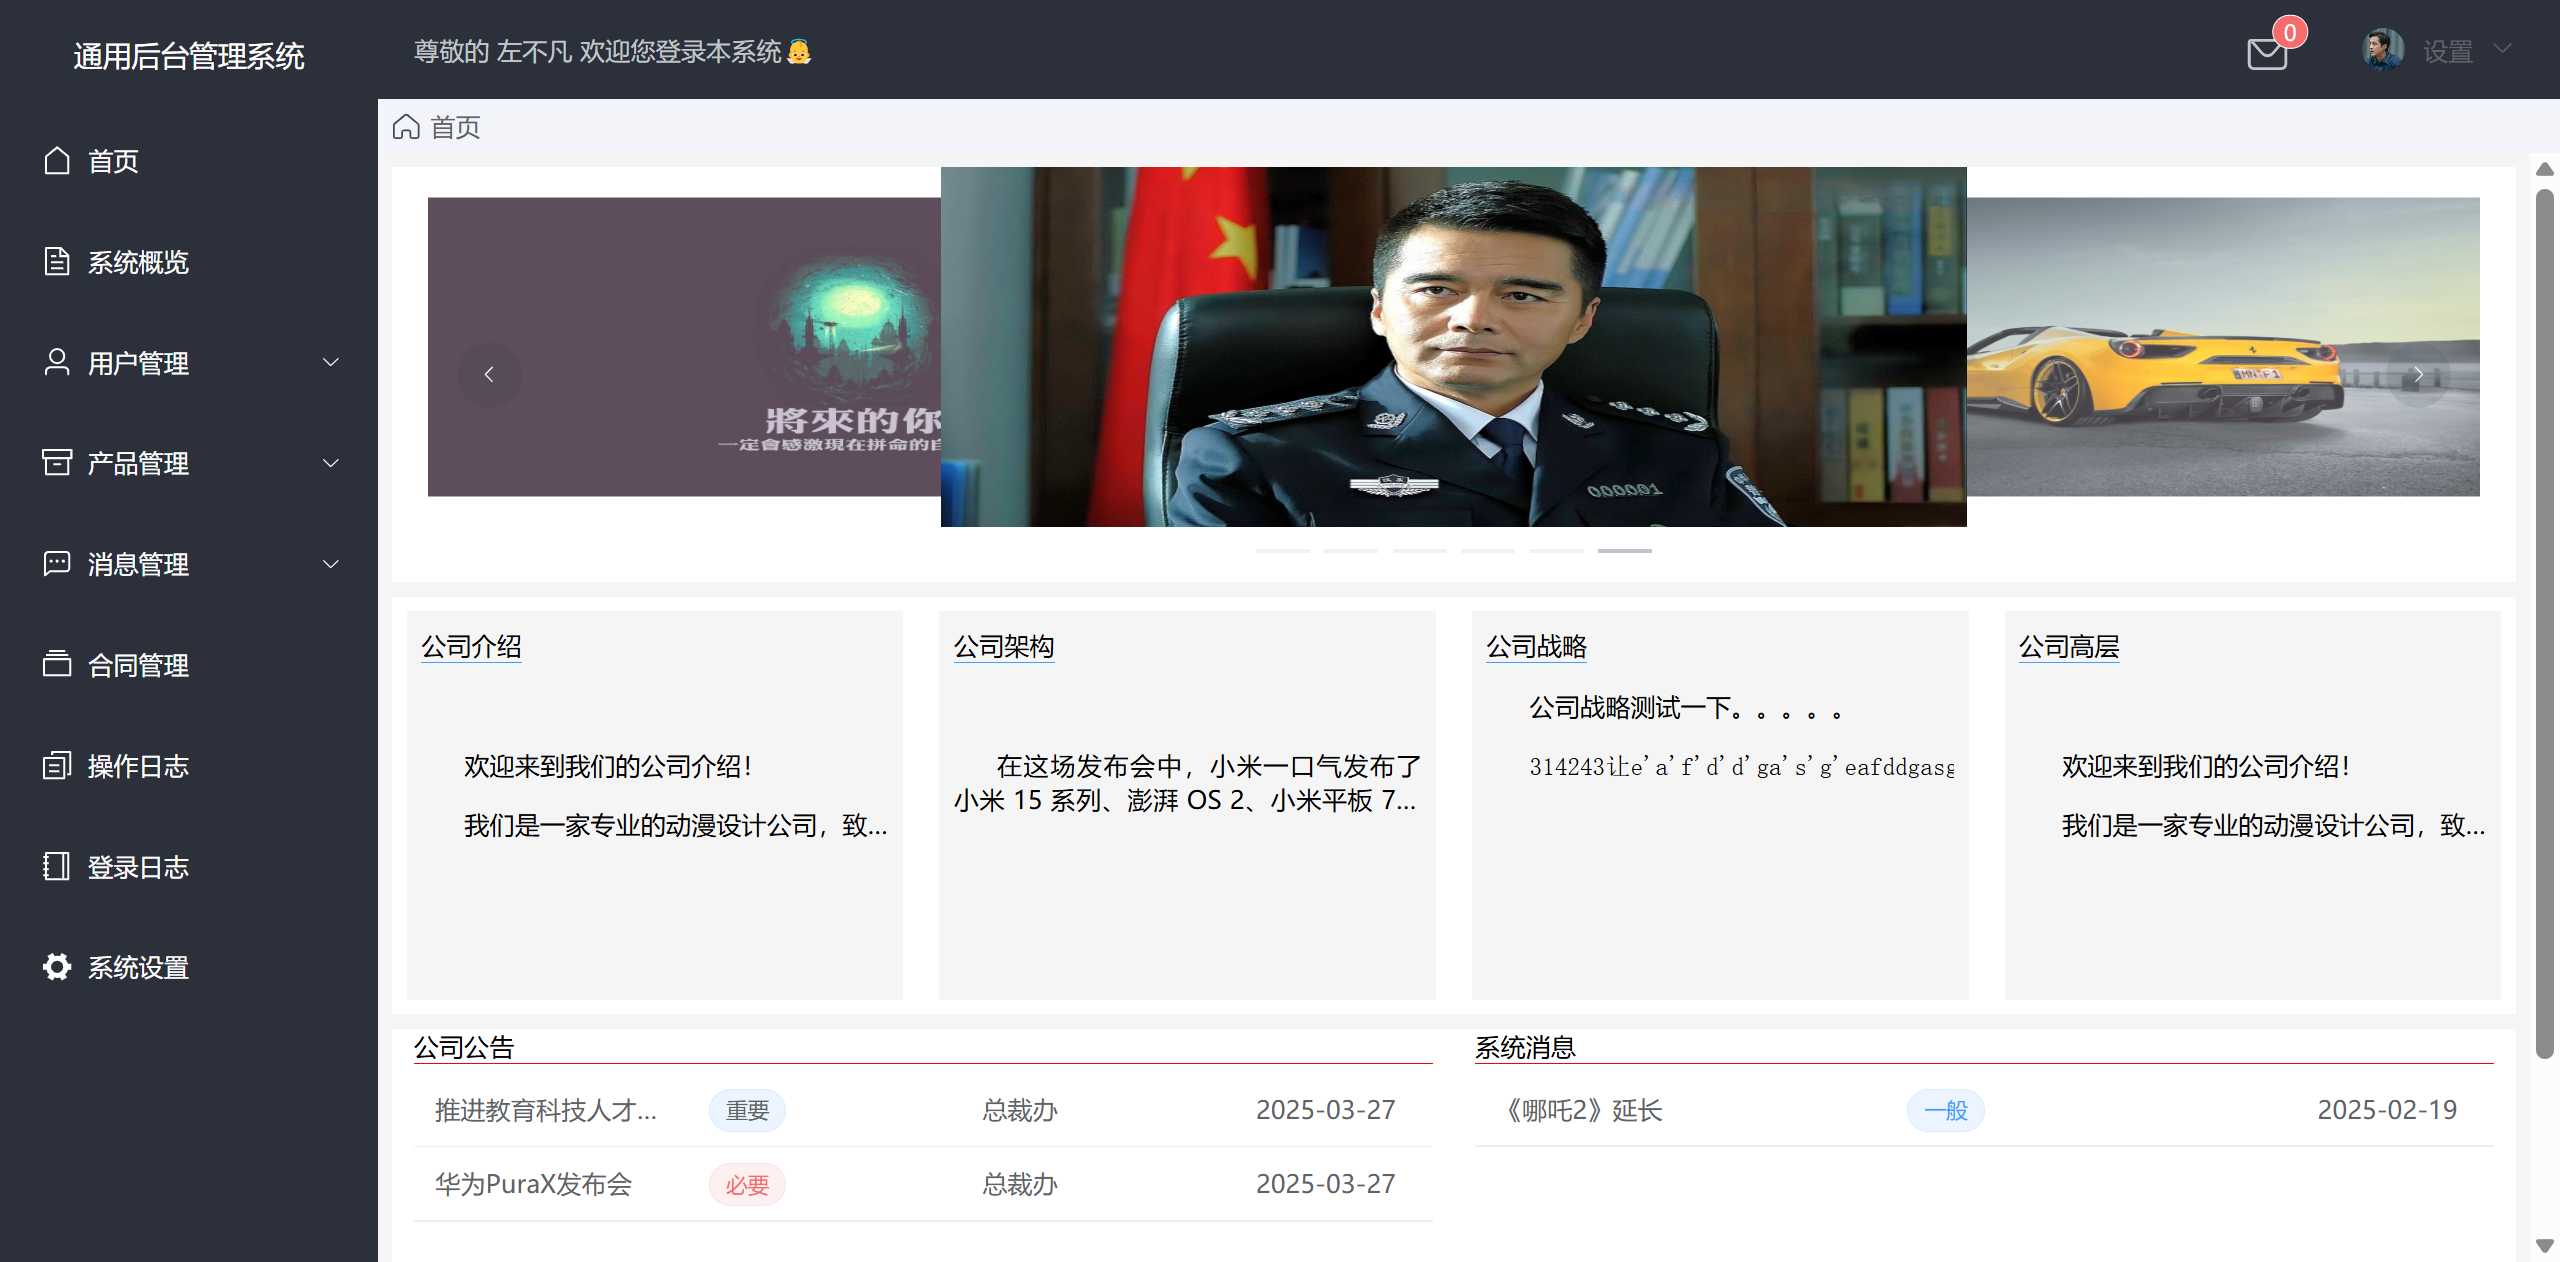 通用后台管理系统
尊敬的 左不凡 欢迎您登录本系统
0
设置
首页
系统概览
用户管理
产品管理
消息管理
合同管理
操作日志
登录日志
系统设置
首页
將來的你
一定會感激現在拼命的自
000001
公司介绍
欢迎来到我们的公司介绍！
我们是一家专业的动漫设计公司，致...
公司架构
在这场发布会中，小米一口气发布了
小米 15 系列、澎湃 OS 2、小米平板 7...
公司战略
公司战略测试一下。。。。。
314243让e'a'f'd'd'ga's'g'eafddgasg
公司高层
欢迎来到我们的公司介绍！
我们是一家专业的动漫设计公司，致...
公司公告
推进教育科技人才... 重要 总裁办 2025-03-27
华为PuraX发布会 必要 总裁办 2025-03-27
系统消息
《哪吒2》延长 一般 2025-02-19